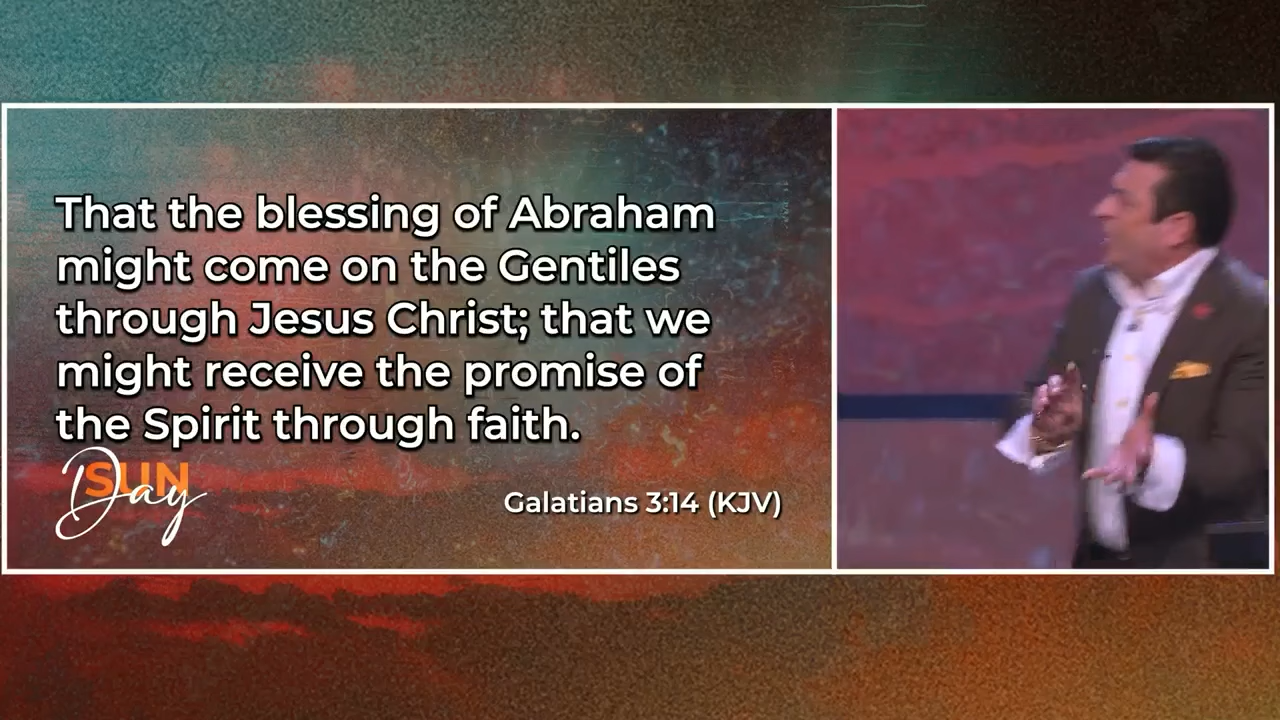 That the blessing of Abraham
might come on the Gentiles
through Jesus Christ; that we
might receive the promise of
the Spirit through faith.
SUN
Day
Galatians 3:14 (KJV)